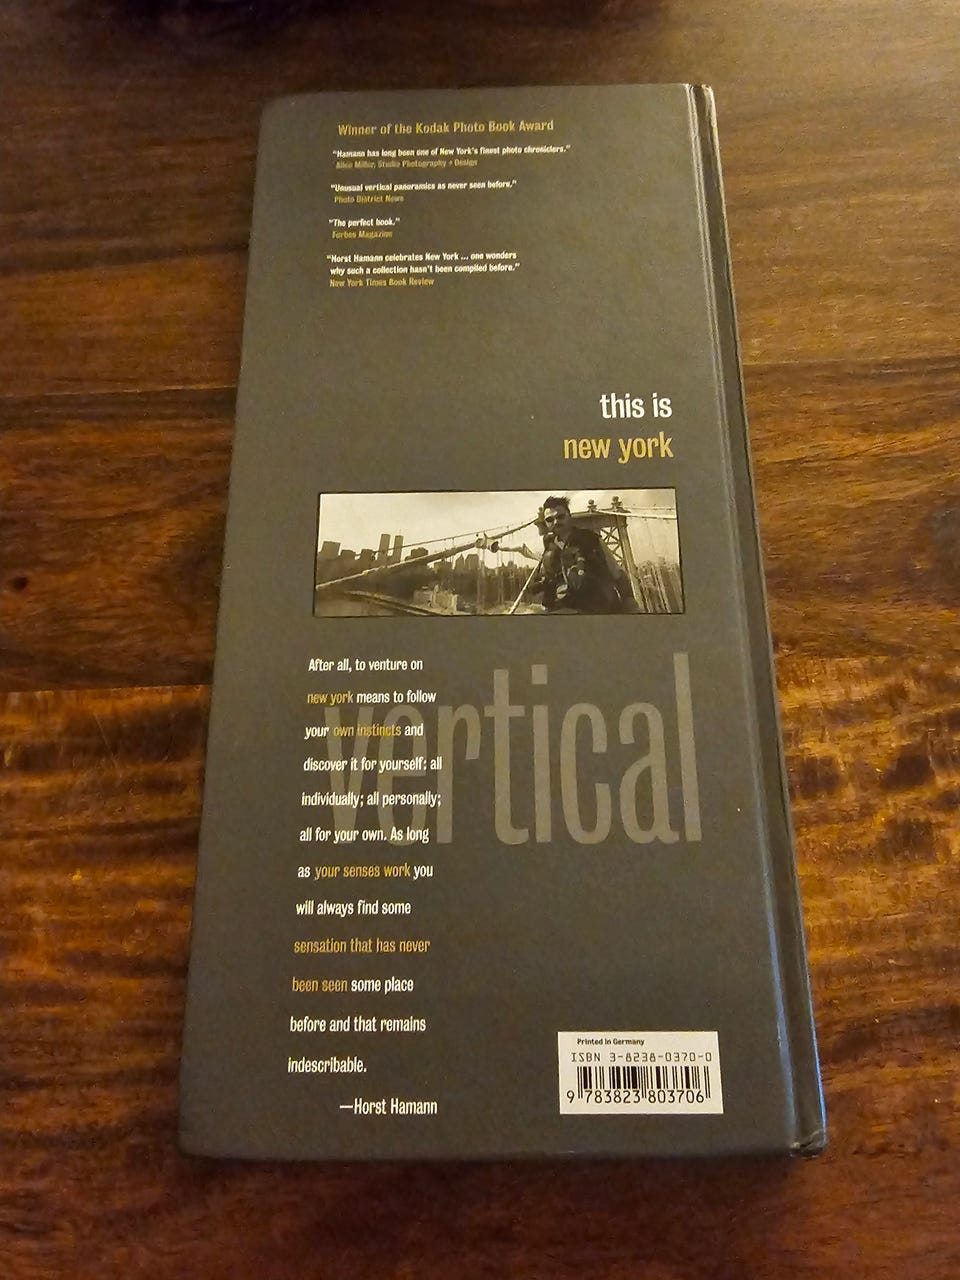 Winner of the Kodak Photo Book Award
"Hamann has long been one of New York's finest photo chroniclers."
Allen Miller, Studio Photography + Design
"Unusual vertical panoramics as never seen before."
Photo District News
"The perfect book."
Forbes Magazine
"Horst Hamann celebrates New York ... one wonders
why such a collection hasn't been compiled before."
New York Times Book Review
this is
new york
After all, to venture on
new york means to follow
your own instincts and
discover it for yourself; all
individually; all personally;
all for your own. As long
as your senses work you
will always find some
sensation that has never
been seen some place
before and that remains
indescribable.
—Horst Hamann
vertical
Printed in Germany
ISBN 3-8238-0370-0
9 783823 803706